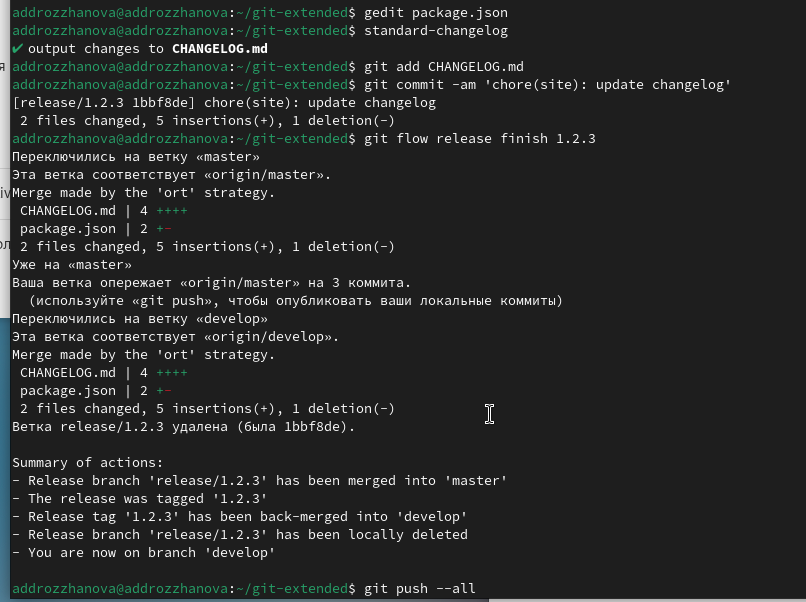 addrozzhanova@addrozzhanova:~/git-extended$ gedit package.json
addrozzhanova@addrozzhanova:~/git-extended$ standard-changelog
✔ output changes to CHANGELOG.md
addrozzhanova@addrozzhanova:~/git-extended$ git add CHANGELOG.md
addrozzhanova@addrozzhanova:~/git-extended$ git commit -am 'chore(site): update changelog'
[release/1.2.3 1bbf8de] chore(site): update changelog
 2 files changed, 5 insertions(+), 1 deletion(-)
addrozzhanova@addrozzhanova:~/git-extended$ git flow release finish 1.2.3
Переключились на ветку «master»
Эта ветка соответствует «origin/master».
Merge made by the 'ort' strategy.
 CHANGELOG.md | 4 ++++
 package.json | 2 +-
 2 files changed, 5 insertions(+), 1 deletion(-)
Уже на «master»
Ваша ветка опережает «origin/master» на 3 коммита.
  (используйте «git push», чтобы опубликовать ваши локальные коммиты)
Переключились на ветку «develop»
Эта ветка соответствует «origin/develop».
Merge made by the 'ort' strategy.
 CHANGELOG.md | 4 ++++
 package.json | 2 +-
 2 files changed, 5 insertions(+), 1 deletion(-)
Ветка release/1.2.3 удалена (была 1bbf8de).

Summary of actions:
- Release branch 'release/1.2.3' has been merged into 'master'
- The release was tagged '1.2.3'
- Release tag '1.2.3' has been back-merged into 'develop'
- Release branch 'release/1.2.3' has been locally deleted
- You are now on branch 'develop'

addrozzhanova@addrozzhanova:~/git-extended$ git push --all